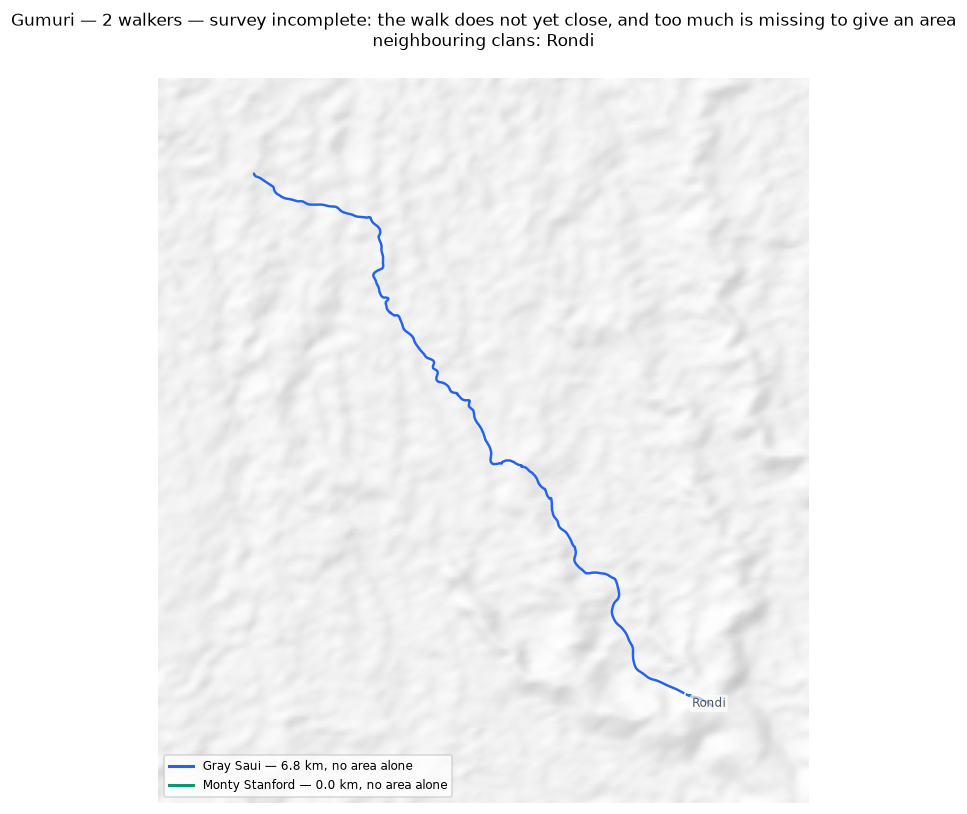 Gumuri — 2 walkers — survey incomplete: the walk does not yet close, and too much is missing to give an area
neighbouring clans: Rondi
Rondi
Gray Saui — 6.8 km, no area alone
Monty Stanford — 0.0 km, no area alone